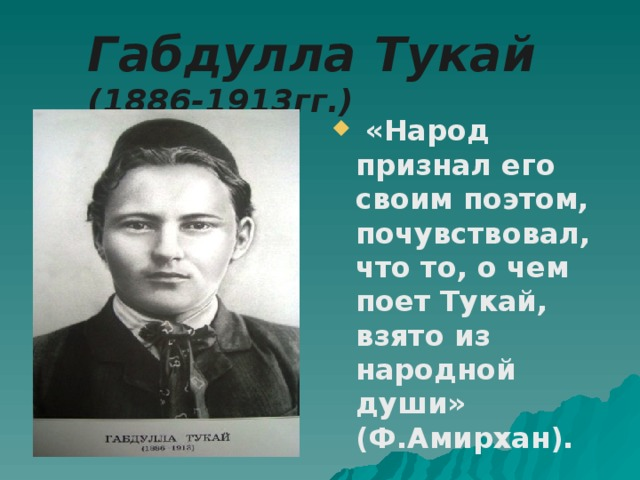 Габдулла Тукай
(1886-1913гг.)
«Народ
признал его
своим поэтом,
почувствовал,
что то, о чем
поет Тукай,
взято из
народной
души»
(Ф.Амирхан).
ГАБДУЛЛА ТУКАЙ
(1886-1913)